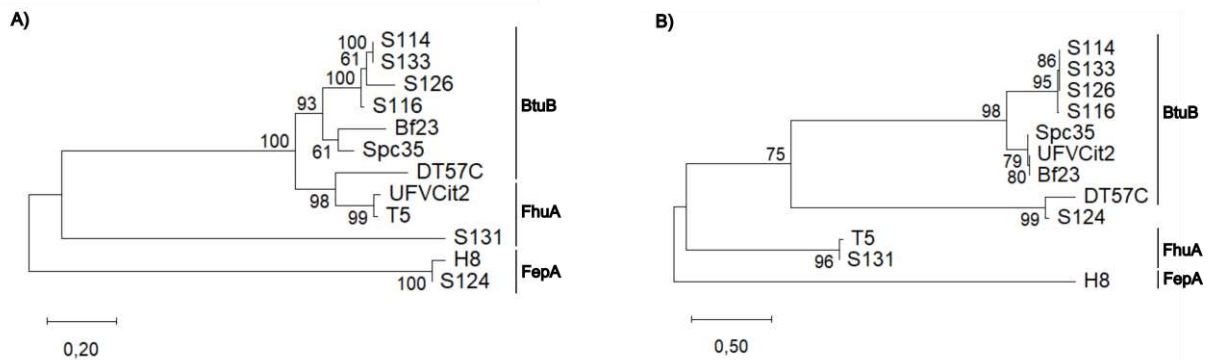 A)
100
S114
61
S133
100
S126
S116
93
Bf23
61
Spc35
100
DT57C
98
UFVCit2
99
T5
S131
H8
100
S124
BtuB
FhuA
FepA
0,20
B)
S114
86
S133
95
S126
S116
98
Spc35
79
UFVCit2
80
Bf23
75
DT57C
99
S124
T5
96
S131
H8
BtuB
FhuA
FepA
0,50